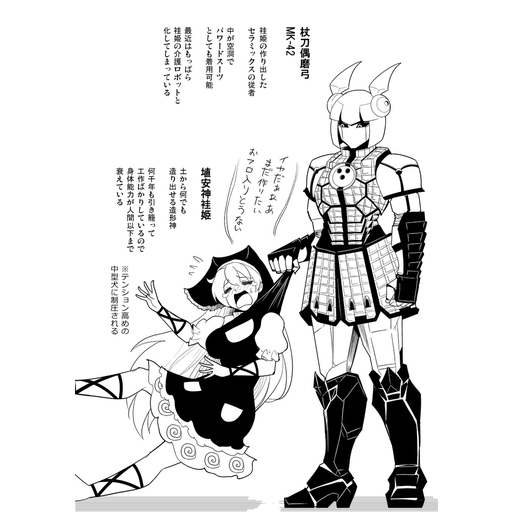 杖刀偶磨弓
MK-42
袿姫の作り出した
セラミックスの従者
中が空洞で
パワードスーツ
としても着用可能
最近はもっぱら
袿姫の介護ロボットと
化してしまっている
イヤだぁぁあ
まだ作りたい
おフロ入りとうない
埴安神袿姫
土から何でも
造り出せる造形神
何千年も引き籠って
工作ばかりしているので
身体能力が人間以下まで
衰えている
※テンション高めの
中型犬に制圧される